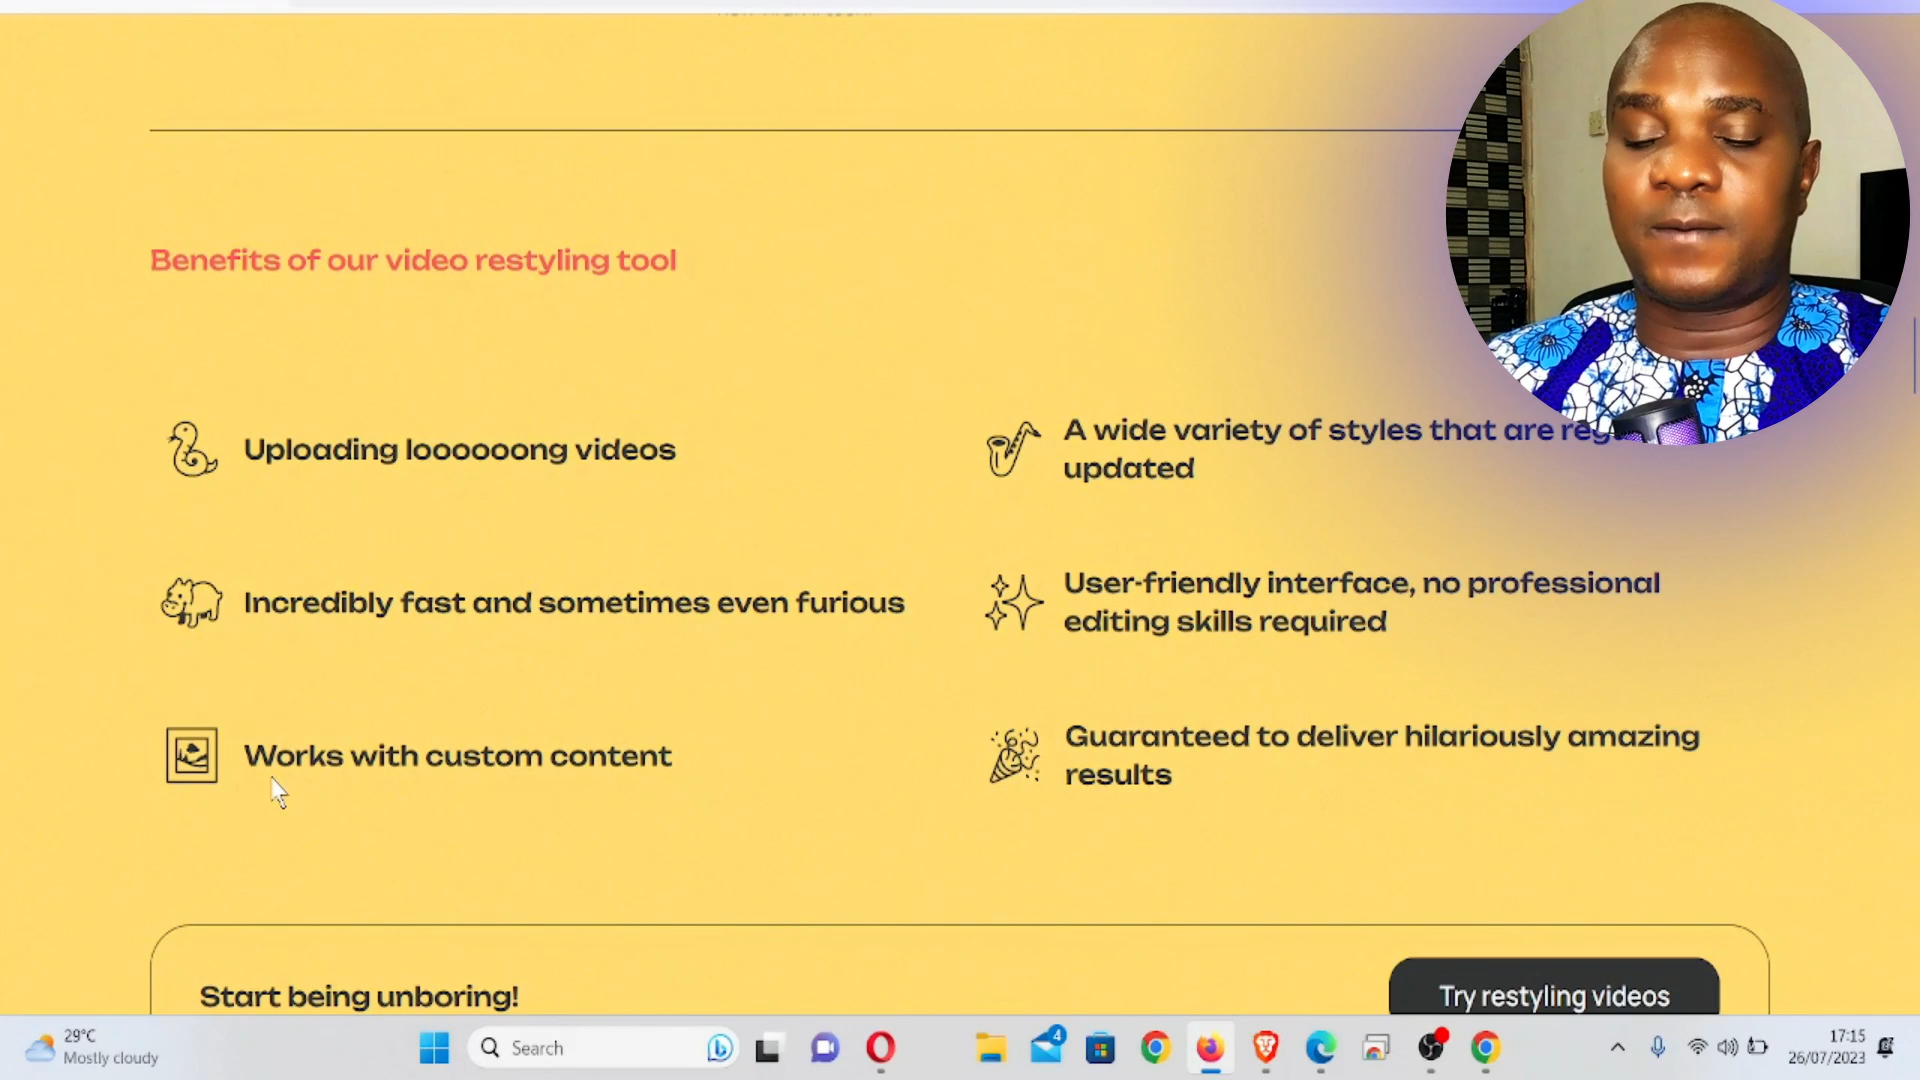 Benefits of our video restyling tool
Uploading loooooong videos
A wide variety of styles that are
updated
Incredibly fast and sometimes even furious
User-friendly interface, no professional
editing skills required
Works with custom content
Guaranteed to deliver hilariously amazing
results
Start being unboring!
Try restyling videos
29°C
Mostly cloudy
Search
4
17:15
26/07/2023